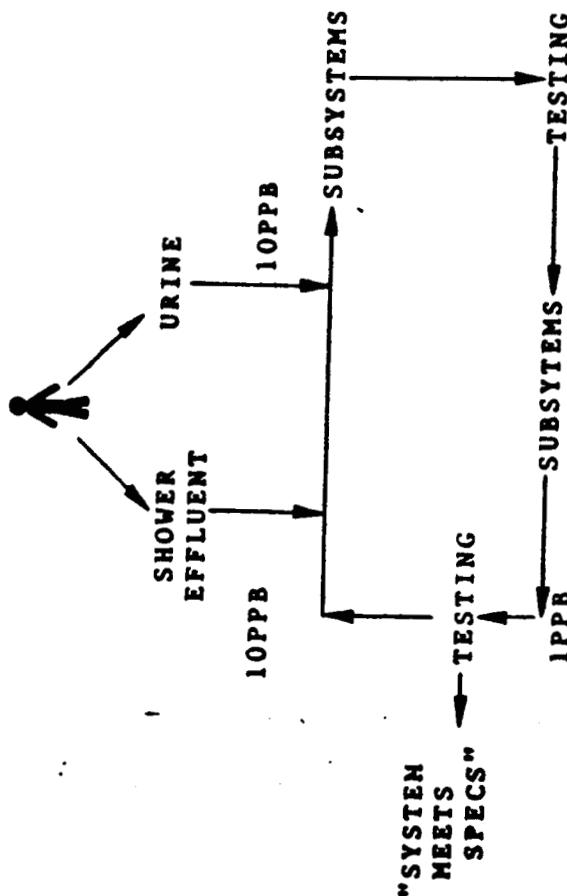 SHOWER
EFFLUENT
URINE
10PPB
10PPB
SUBSYSTEMS
TESTING
"SYSTEM
MEETS
SPECS"
TESTING
SUBSYTEMS
1PPB